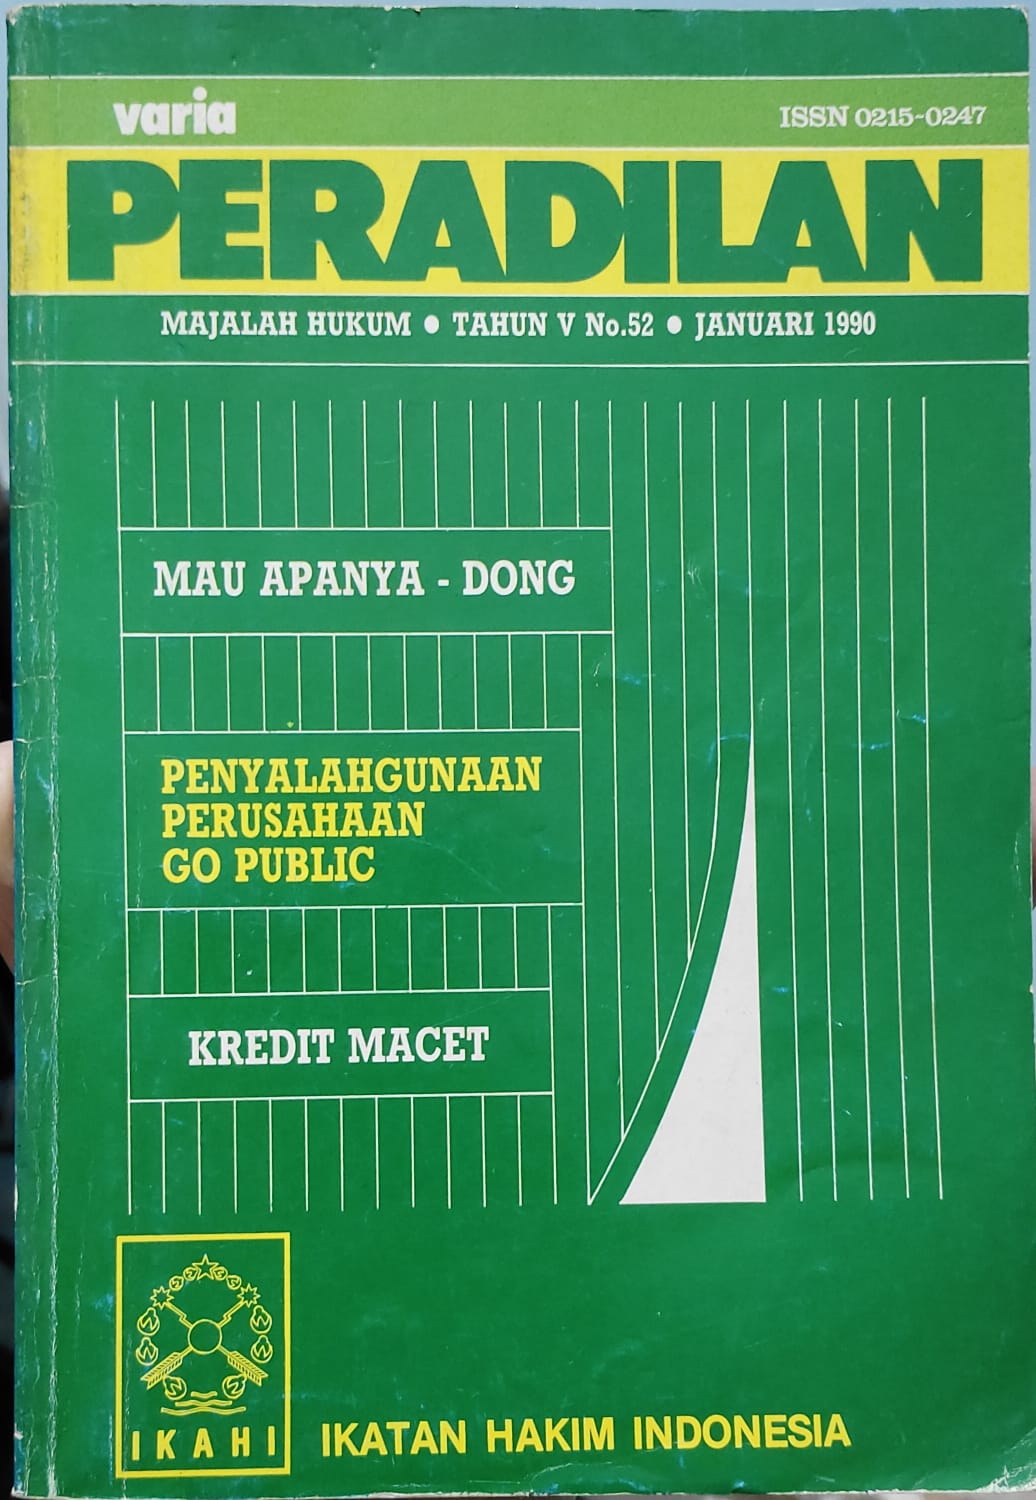 varia
ISSN 0215-0247
PERADILAN
MAJALAH HUKUM ● TAHUN V No.52 ● JANUARI 1990
MAU APANYA - DONG
PENYALAHGUNAAN
PERUSAHAAN
GO PUBLIC
KREDIT MACET
IKAHI
IKATAN HAKIM INDONESIA